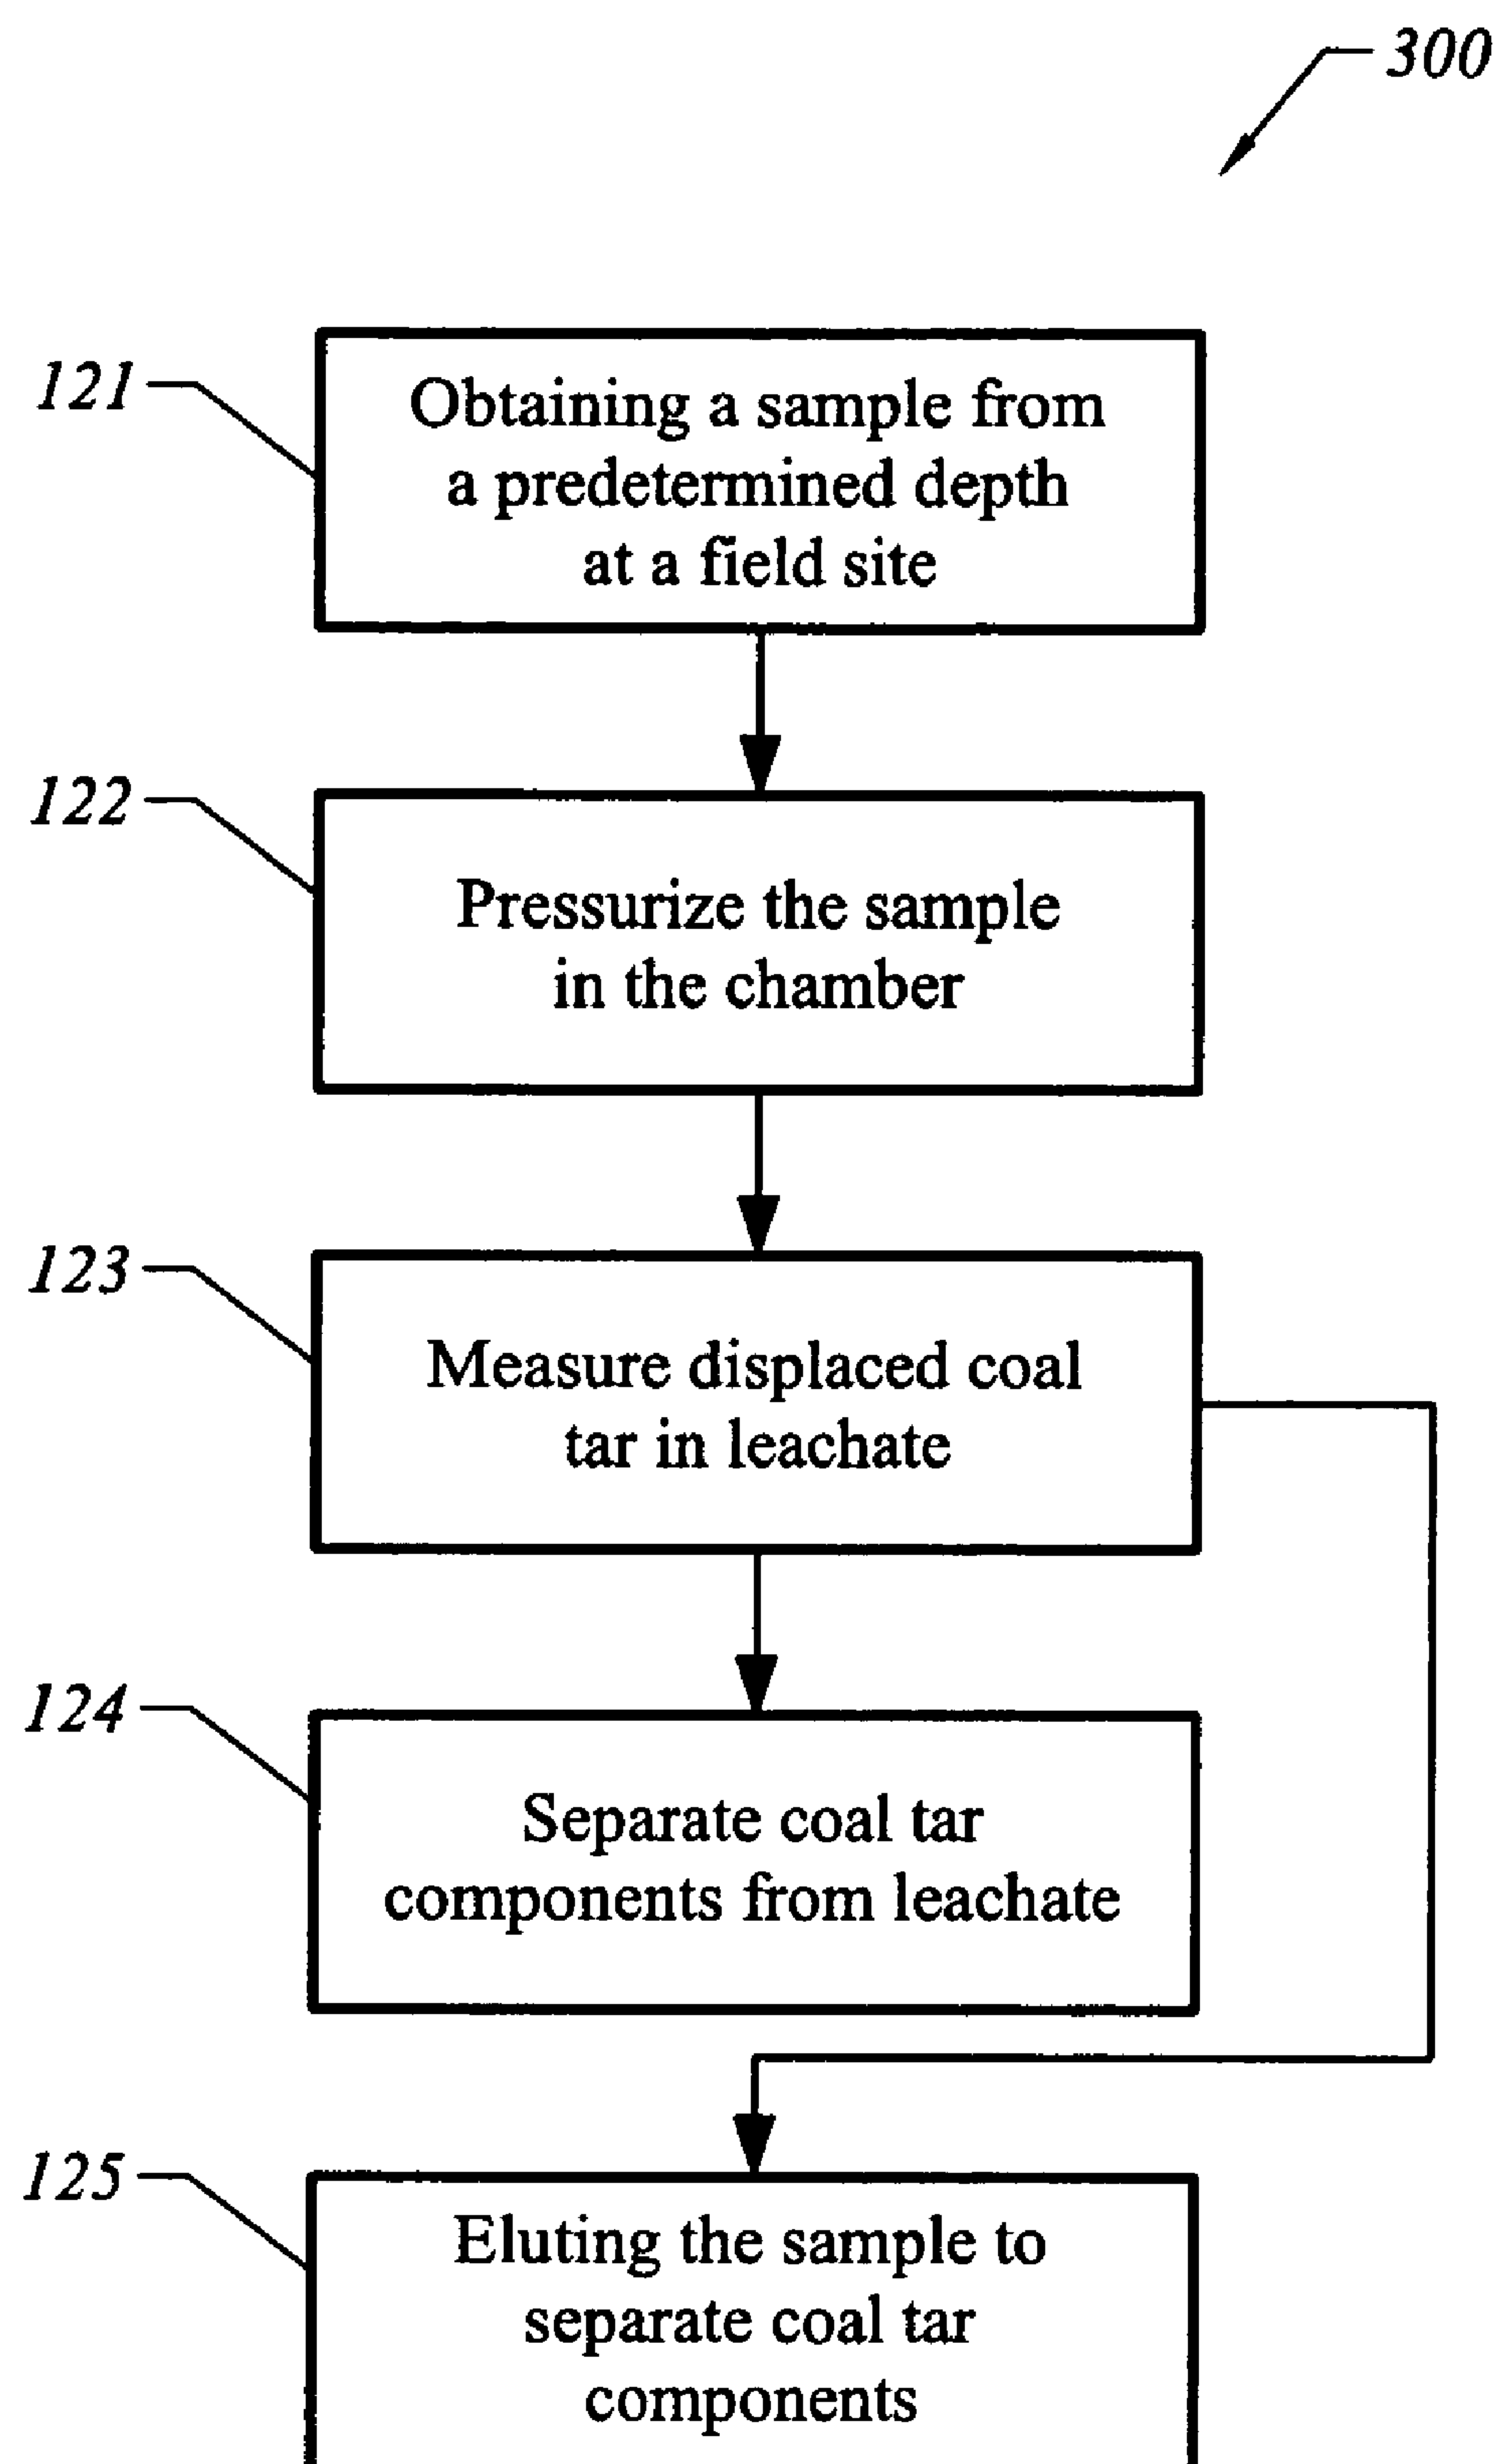 300
121
Obtaining a sample from
a predetermined depth
at a field site
122
Pressurize the sample
in the chamber
123
Measure displaced coal
tar in leachate
124
Separate coal tar
components from leachate
125
Eluting the sample to
separate coal tar
components